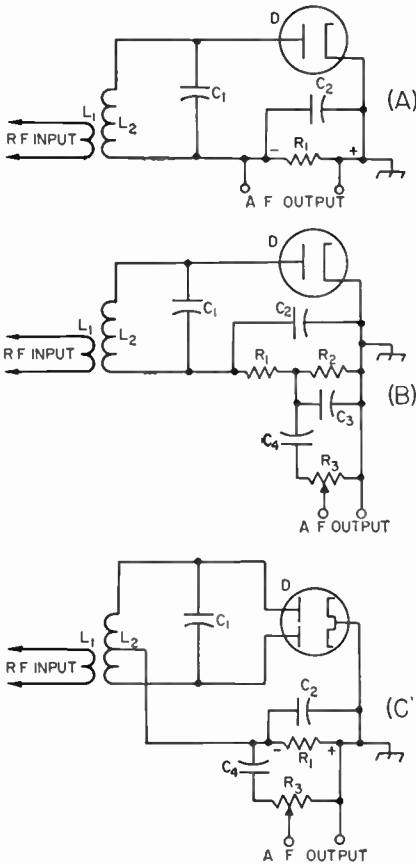 D
(A)
L1 L2 C1 C2
RF INPUT
- R1 +
A F OUTPUT
D
L1 L2 C1 C2
(B)
RF INPUT
R1 R2
C3
C4
R3
A F OUTPUT
D
L1 L2 C1
RF INPUT
C2
(C)
- R1 +
C4 R3
A F OUTPUT